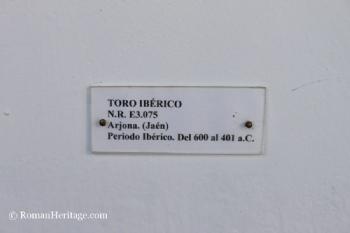 TORO IBÉRICO
N.R. E3.075
Arjona. (Jaén)
Periodo Ibérico. Del 600 al 401 a.C.
© RomanHeritage.com